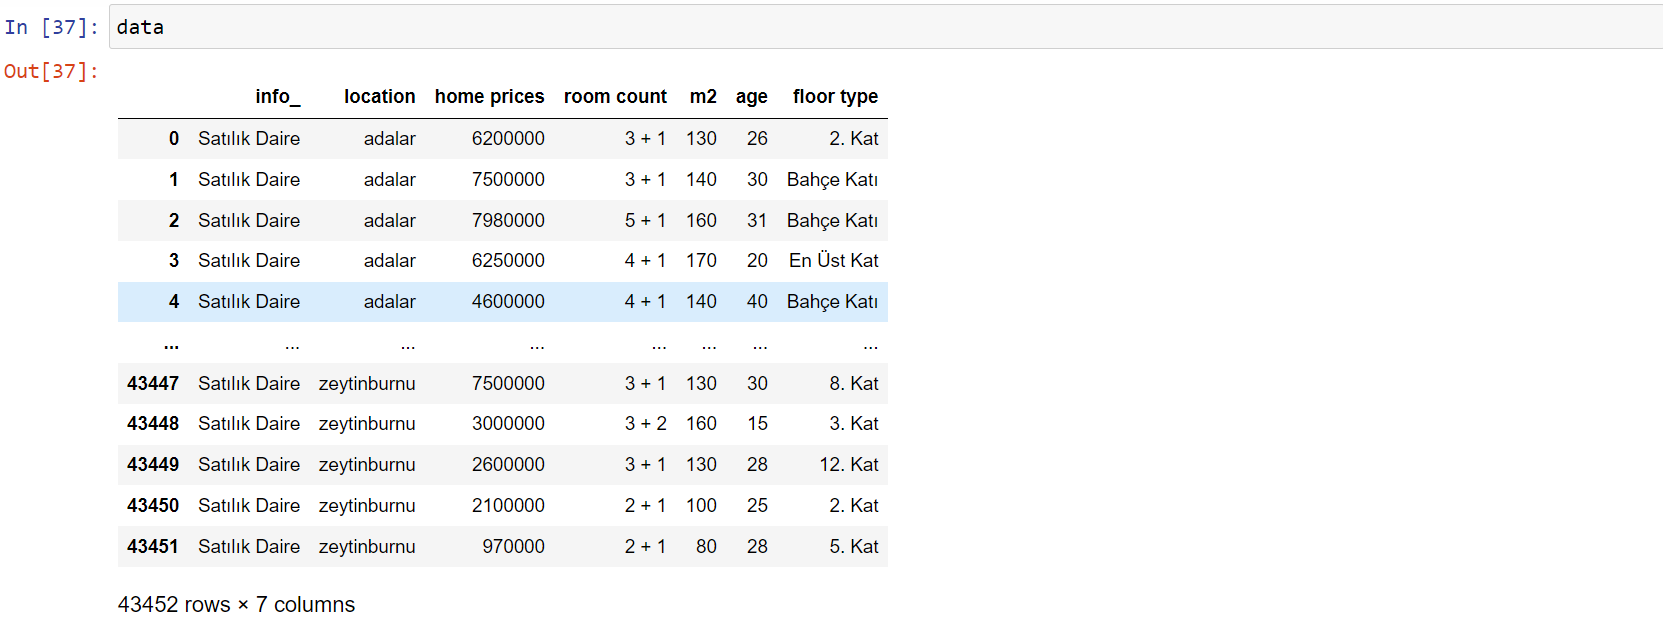 In [37]: data
Out[37]:
info_ location home prices room count m2 age floor type
0 Satılık Daire adalar 6200000 3 + 1 130 26 2. Kat
1 Satılık Daire adalar 7500000 3 + 1 140 30 Bahçe Katı
2 Satılık Daire adalar 7980000 5 + 1 160 31 Bahçe Katı
3 Satılık Daire adalar 6250000 4 + 1 170 20 En Üst Kat
4 Satılık Daire adalar 4600000 4 + 1 140 40 Bahçe Katı
... ... ... ... ... ... ... ...
43447 Satılık Daire zeytinburnu 7500000 3 + 1 130 30 8. Kat
43448 Satılık Daire zeytinburnu 3000000 3 + 2 160 15 3. Kat
43449 Satılık Daire zeytinburnu 2600000 3 + 1 130 28 12. Kat
43450 Satılık Daire zeytinburnu 2100000 2 + 1 100 25 2. Kat
43451 Satılık Daire zeytinburnu 970000 2 + 1 80 28 5. Kat
43452 rows × 7 columns